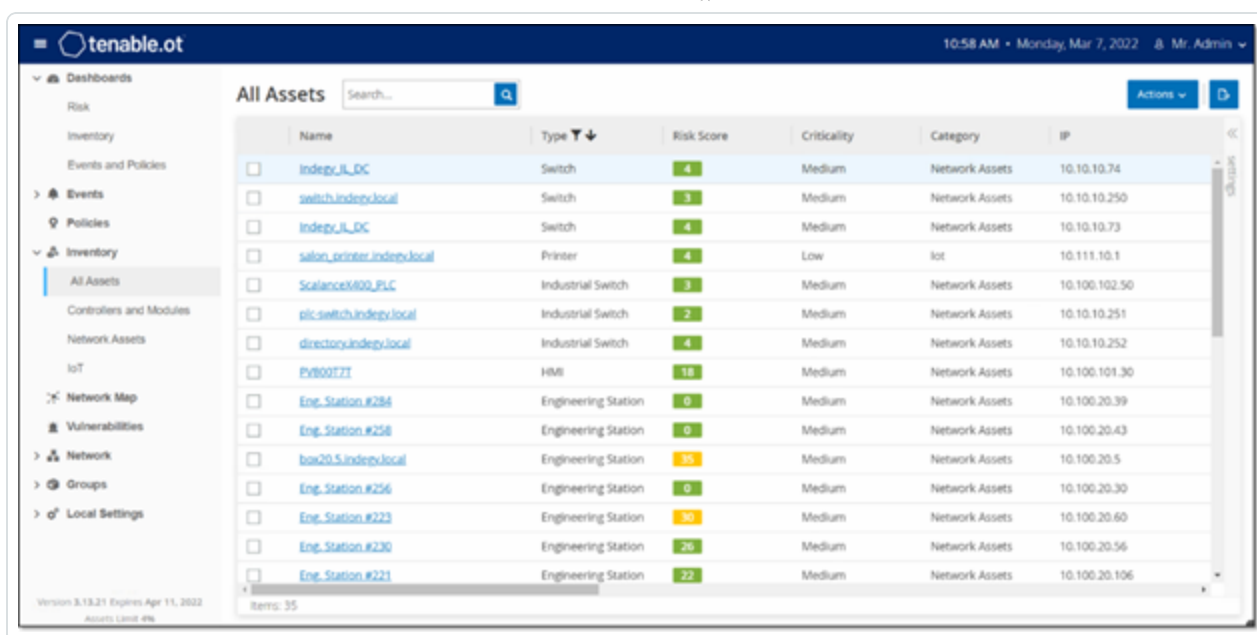 tenable.ot
10:58 AM • Monday, Mar 7, 2022 Mr. Admin
Dashboards
Risk
Inventory
Events and Policies
Events
Policies
Inventory
All Assets
Controllers and Modules
Network Assets
IoT
Network Map
Vulnerabilities
Network
Groups
Local Settings
Version 3.13.21 Expires Apr 11, 2022
Assets Limit 4%
All Assets Search... Actions
Name Type Risk Score Criticality Category IP
Indegy_IL_DC Switch 4 Medium Network Assets 10.10.10.74
switch.indegy.local Switch 3 Medium Network Assets 10.10.10.250
Indegy_IL_DC Switch 4 Medium Network Assets 10.10.10.73
salon_printer.indegy.local Printer 4 Low Iot 10.111.10.1
ScalanceX400_PLC Industrial Switch 3 Medium Network Assets 10.100.102.50
plc-switch.indegy.local Industrial Switch 2 Medium Network Assets 10.10.10.251
directory.indegy.local Industrial Switch 4 Medium Network Assets 10.10.10.252
PV800T7T HMI 18 Medium Network Assets 10.100.101.30
Eng. Station #284 Engineering Station 0 Medium Network Assets 10.100.20.39
Eng. Station #258 Engineering Station 0 Medium Network Assets 10.100.20.43
box20.5.indegy.local Engineering Station 35 Medium Network Assets 10.100.20.5
Eng. Station #256 Engineering Station 0 Medium Network Assets 10.100.20.30
Eng. Station #223 Engineering Station 30 Medium Network Assets 10.100.20.60
Eng. Station #230 Engineering Station 26 Medium Network Assets 10.100.20.56
Eng. Station #221 Engineering Station 22 Medium Network Assets 10.100.20.106
Items: 35
settings